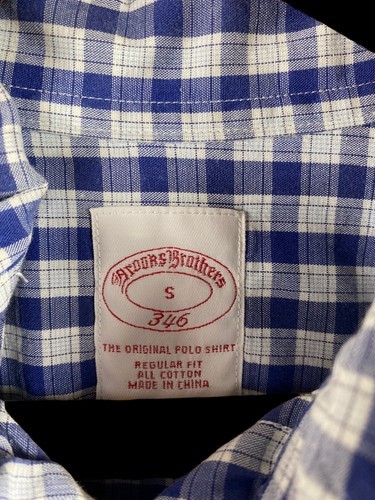 Brooks Brothers
S
346
THE ORIGINAL POLO SHIRT
REGULAR FIT
ALL COTTON
MADE IN CHINA